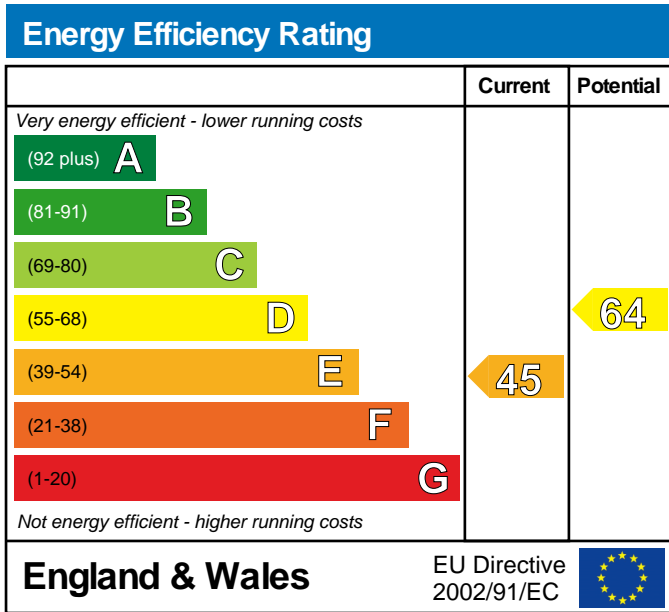 Energy Efficiency Rating
Current Potential
Very energy efficient - lower running costs
(92 plus) A
(81-91) B
(69-80) C
(55-68) D
64
(39-54) E
45
(21-38) F
(1-20) G
Not energy efficient - higher running costs
England & Wales
EU Directive
2002/91/EC